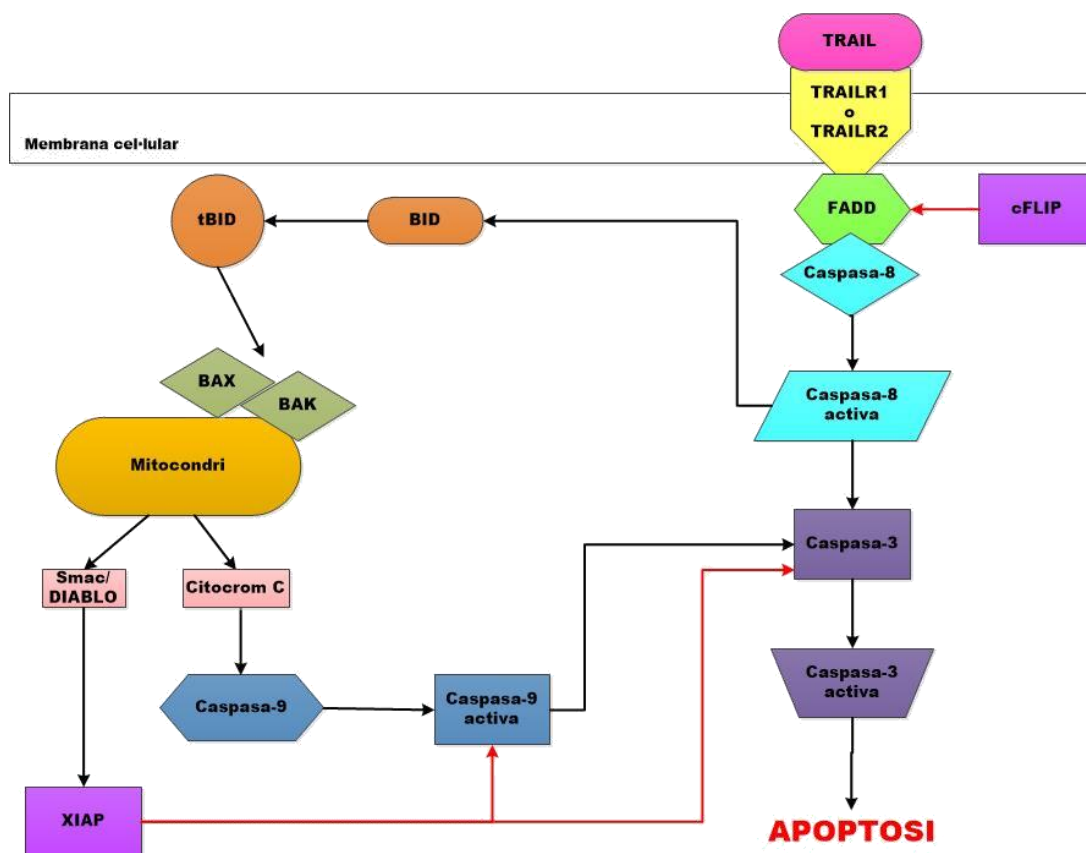 TRAIL
TRAILR1
o
TRAILR2
Membrana cel·lular
tBID
BID
FADD
cFLIP
Caspasa-8
BAX
BAK
Caspasa-8
activa
Mitocondri
Caspasa-3
Smac/
DIABLO
Citocrom C
Caspasa-9
Caspasa-9
activa
Caspasa-3
activa
XIAP
APOPTOSI